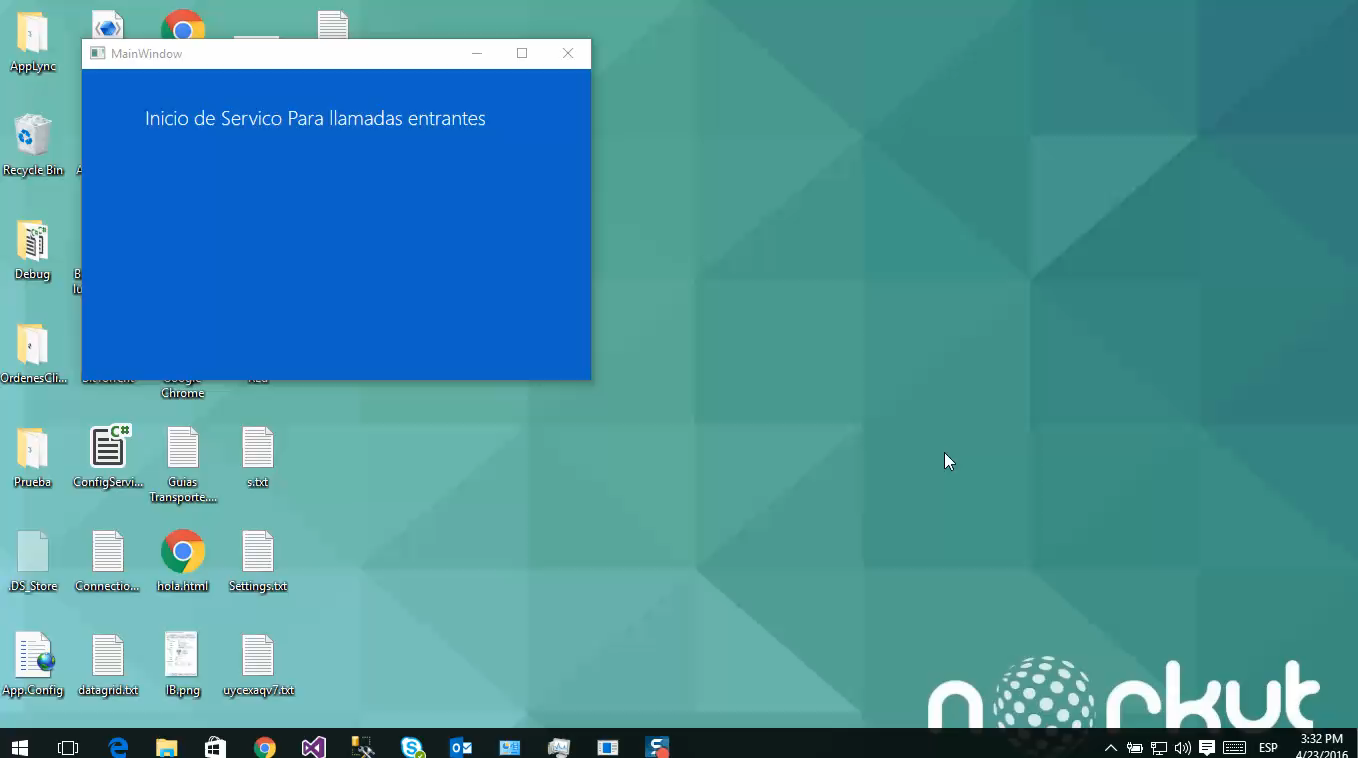 MainWindow
Inicio de Servico Para llamadas entrantes
AppLync
Recycle Bin
Debug
OrdenesCli...
Google
Chrome
Prueba
ConfigServi...
Guias
Transporte....
s.txt
.DS_Store
Connectio...
hola.html
Settings.txt
App.Config
datagrid.txt
IB.png
uycexaqv7.txt
norkut
ESP
3:32 PM
4/23/2016